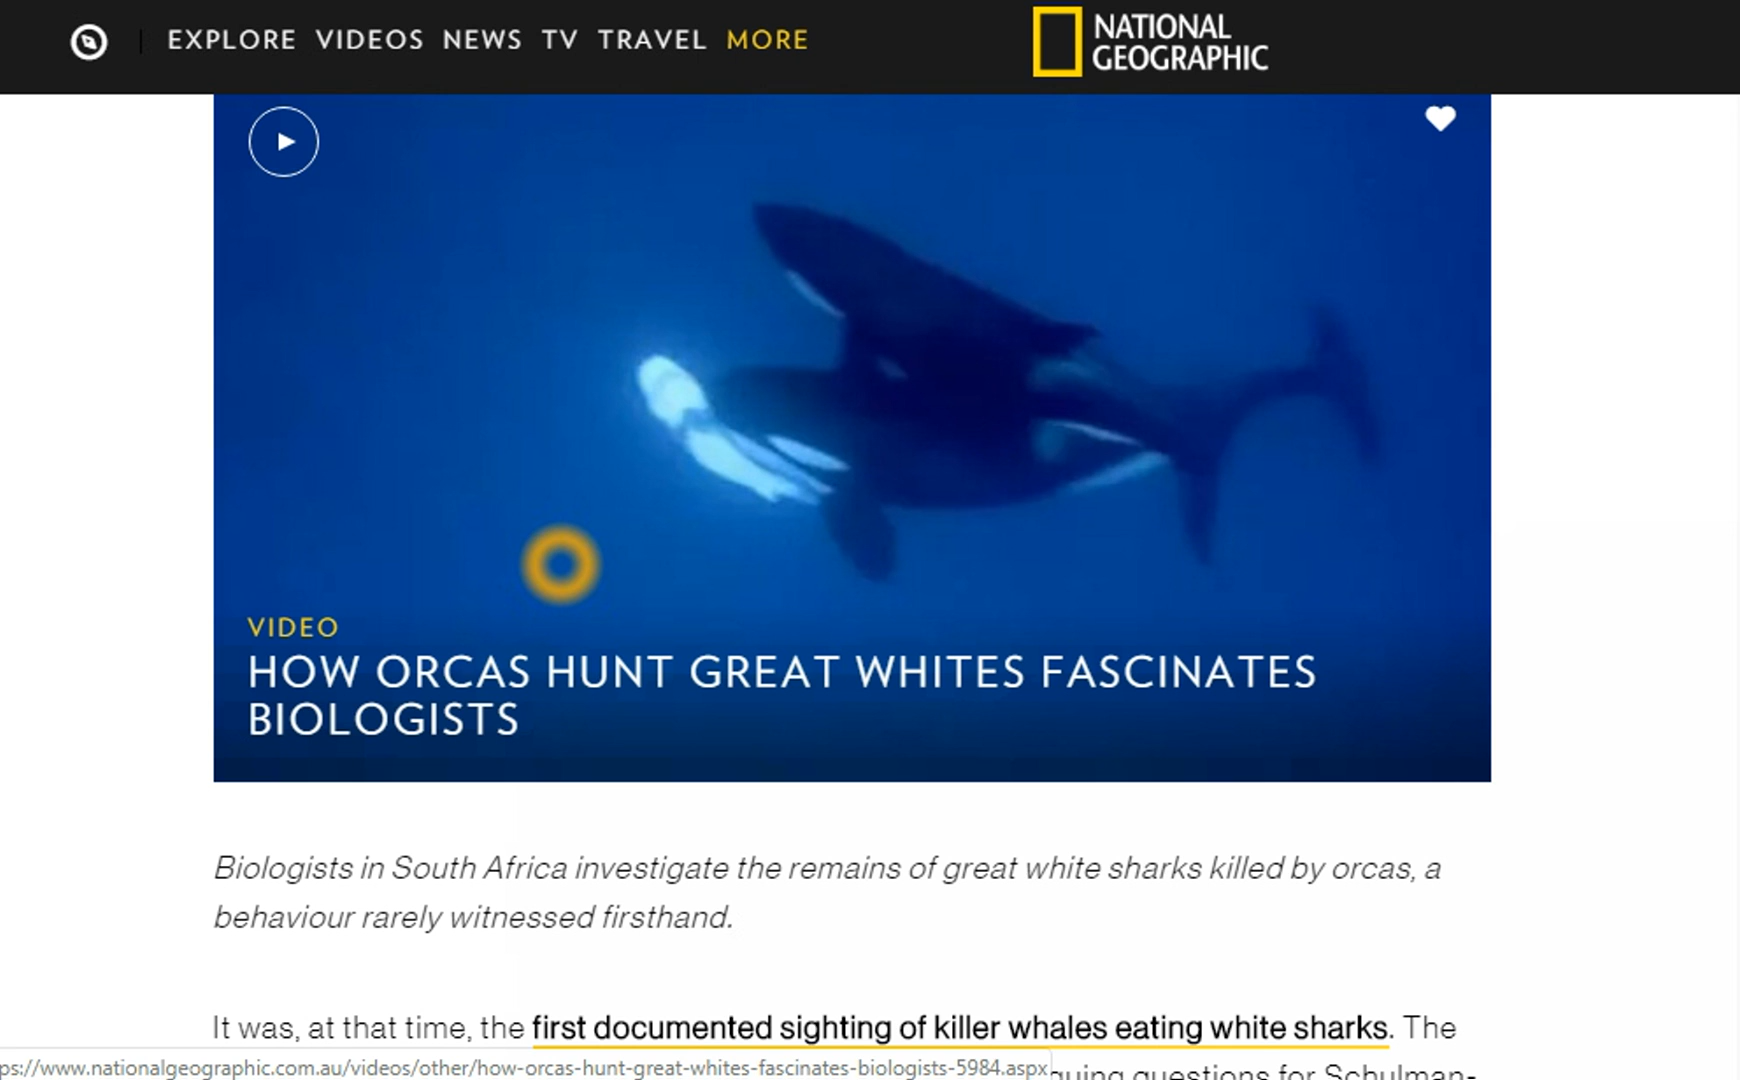 EXPLORE VIDEOS NEWS TV TRAVEL MORE
NATIONAL
GEOGRAPHIC
VIDEO
HOW ORCAS HUNT GREAT WHITES FASCINATES
BIOLOGISTS
Biologists in South Africa investigate the remains of great white sharks killed by orcas, a
behaviour rarely witnessed firsthand.
It was, at that time, the first documented sighting of killer whales eating white sharks. The
ps://www.nationalgeographic.com.au/videos/other/how-orcas-hunt-great-whites-fascinates-biologists-5984.aspx
questions for Schulman-